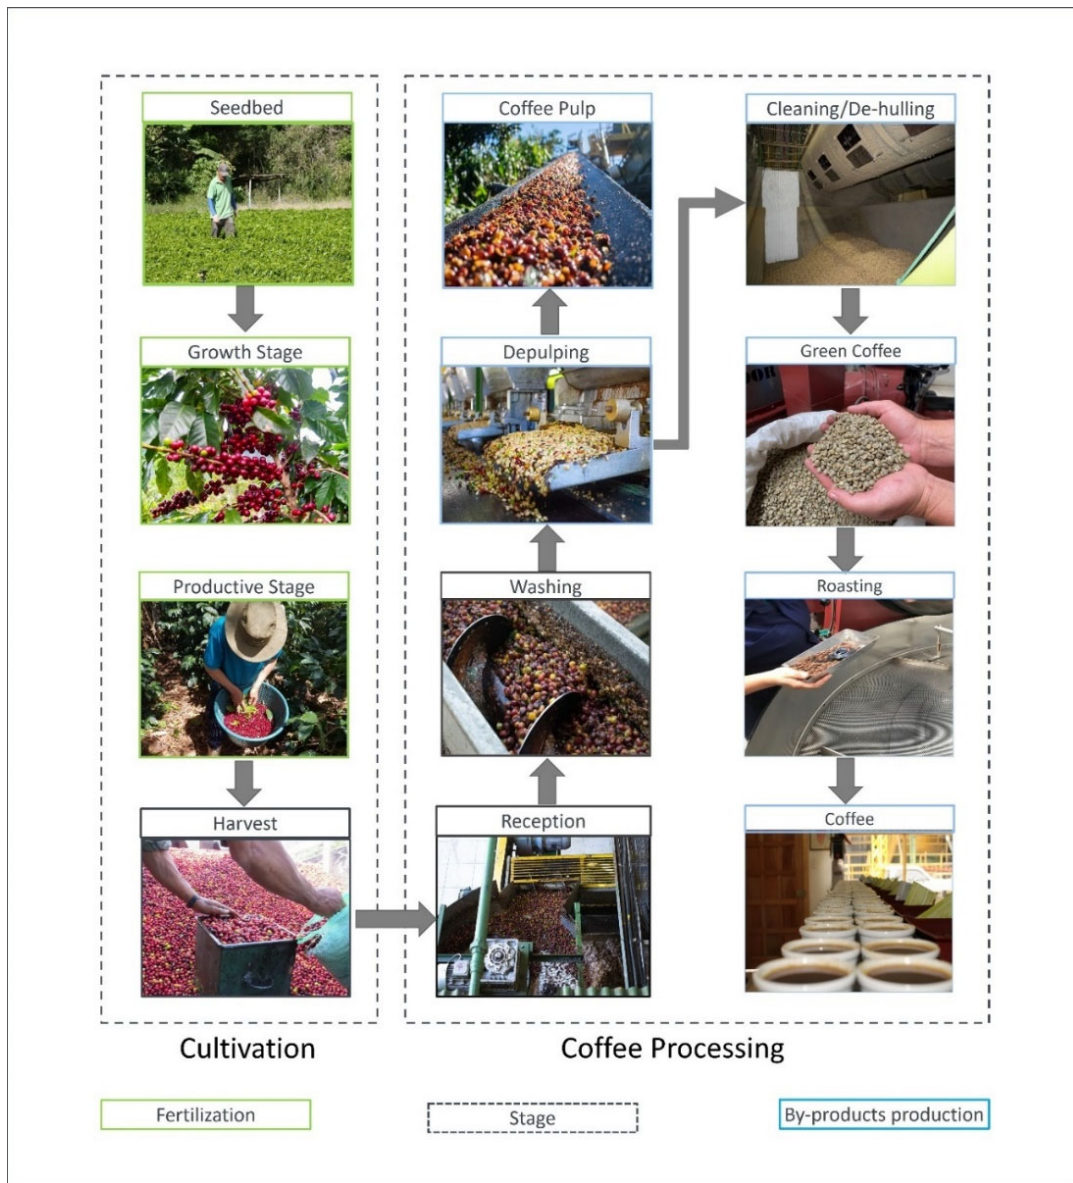 Seedbed
Growth Stage
Productive Stage
Harvest
Cultivation
Coffee Pulp
Depulping
Washing
Reception
Cleaning/De-hulling
Green Coffee
Roasting
Coffee
Coffee Processing
Fertilization
Stage
By-products production